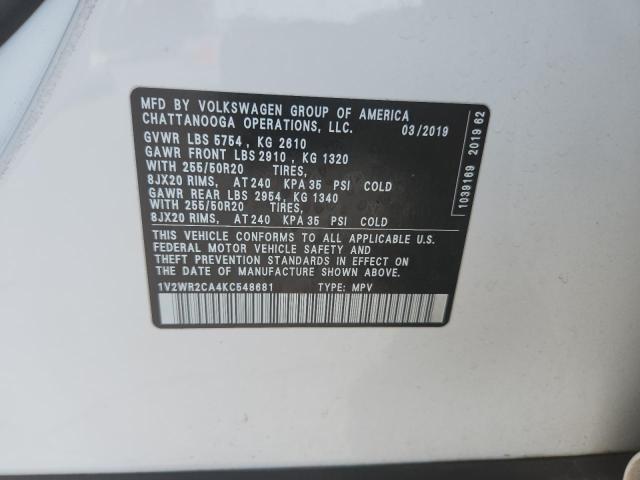 MFD BY VOLKSWAGEN GROUP OF AMERICA
CHATTANOOGA OPERATIONS, LLC. 03/2019
GVWR LBS 5754, KG 2610
GAWR FRONT LBS 2910, KG 1320
WITH 255/50R20 TIRES,
8JX20 RIMS, AT 240 KPA 35 PSI COLD
GAWR REAR LBS 2954, KG 1340
WITH 255/50R20 TIRES,
8JX20 RIMS, AT 240 KPA 35 PSI COLD
THIS VEHICLE CONFORMS TO ALL APPLICABLE U.S.
FEDERAL MOTOR VEHICLE SAFETY AND
THEFT PREVENTION STANDARDS IN EFFECT ON
THE DATE OF MANUFACTURE SHOWN ABOVE.
1V2WR2CA4KC548681 TYPE: MPV
1039169 2019 62